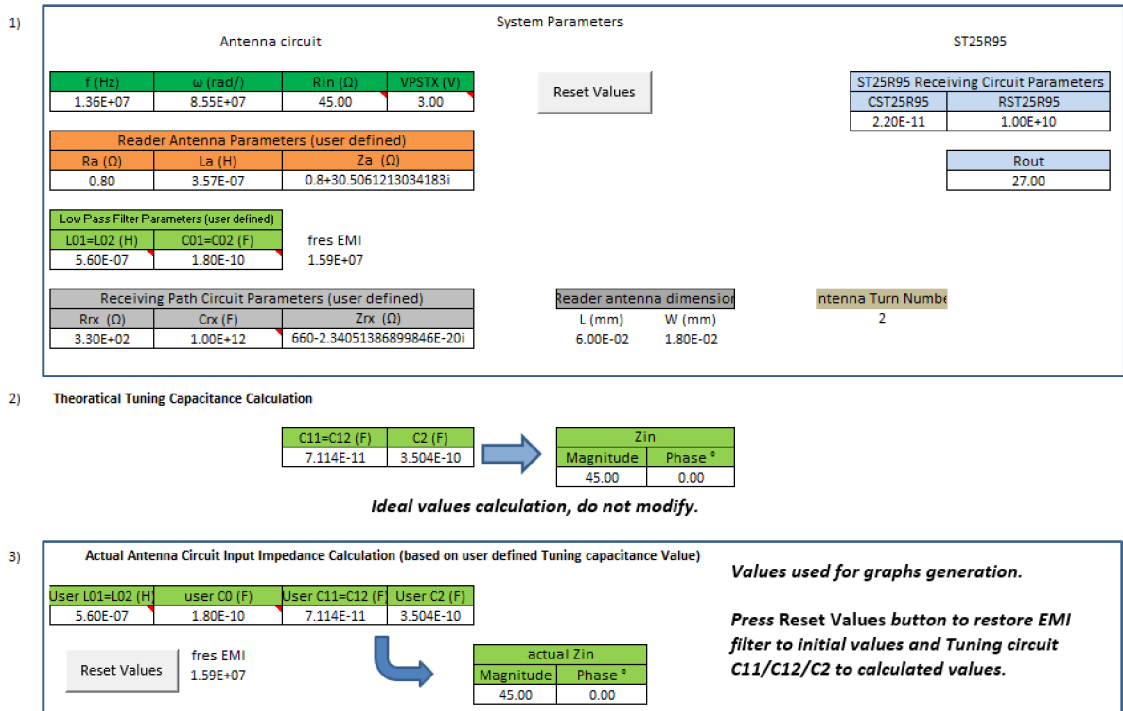 1)
System Parameters
Antenna circuit
ST25R95
f (Hz) ω (rad/) Rin (Ω) VPSTX (V)
1.36E+07 8.55E+07 45.00 3.00
Reset Values
ST25R95 Receiving Circuit Parameters
CST25R95 RST25R95
2.20E-11 1.00E+10
Reader Antenna Parameters (user defined)
Ra (Ω) La (H) Za (Ω)
0.80 3.57E-07 0.8+30.5061213034183i
Rout
27.00
Low Pass Filter Parameters (user defined)
L01=L02 (H) C01=C02 (F) fres EMI
5.60E-07 1.80E-10 1.59E+07
Receiving Path Circuit Parameters (user defined)
Rrx (Ω) Crx (F) Zrx (Ω)
3.30E+02 1.00E+12 660-2.34051386899846E-20i
Reader antenna dimension
L (mm) W (mm)
6.00E-02 1.80E-02
ntenna Turn Numbe
2
2) Theoratical Tuning Capacitance Calculation
C11=C12 (F) C2 (F)
7.114E-11 3.504E-10
Zin
Magnitude Phase °
45.00 0.00
Ideal values calculation, do not modify.
3)
Actual Antenna Circuit Input Impedance Calculation (based on user defined Tuning capacitance Value)
User L01=L02 (H) user C0 (F) User C11=C12 (F) User C2 (F)
5.60E-07 1.80E-10 7.114E-11 3.504E-10
Reset Values
fres EMI
1.59E+07
actual Zin
Magnitude Phase °
45.00 0.00
Values used for graphs generation.
Press Reset Values button to restore EMI
filter to initial values and Tuning circuit
C11/C12/C2 to calculated values.